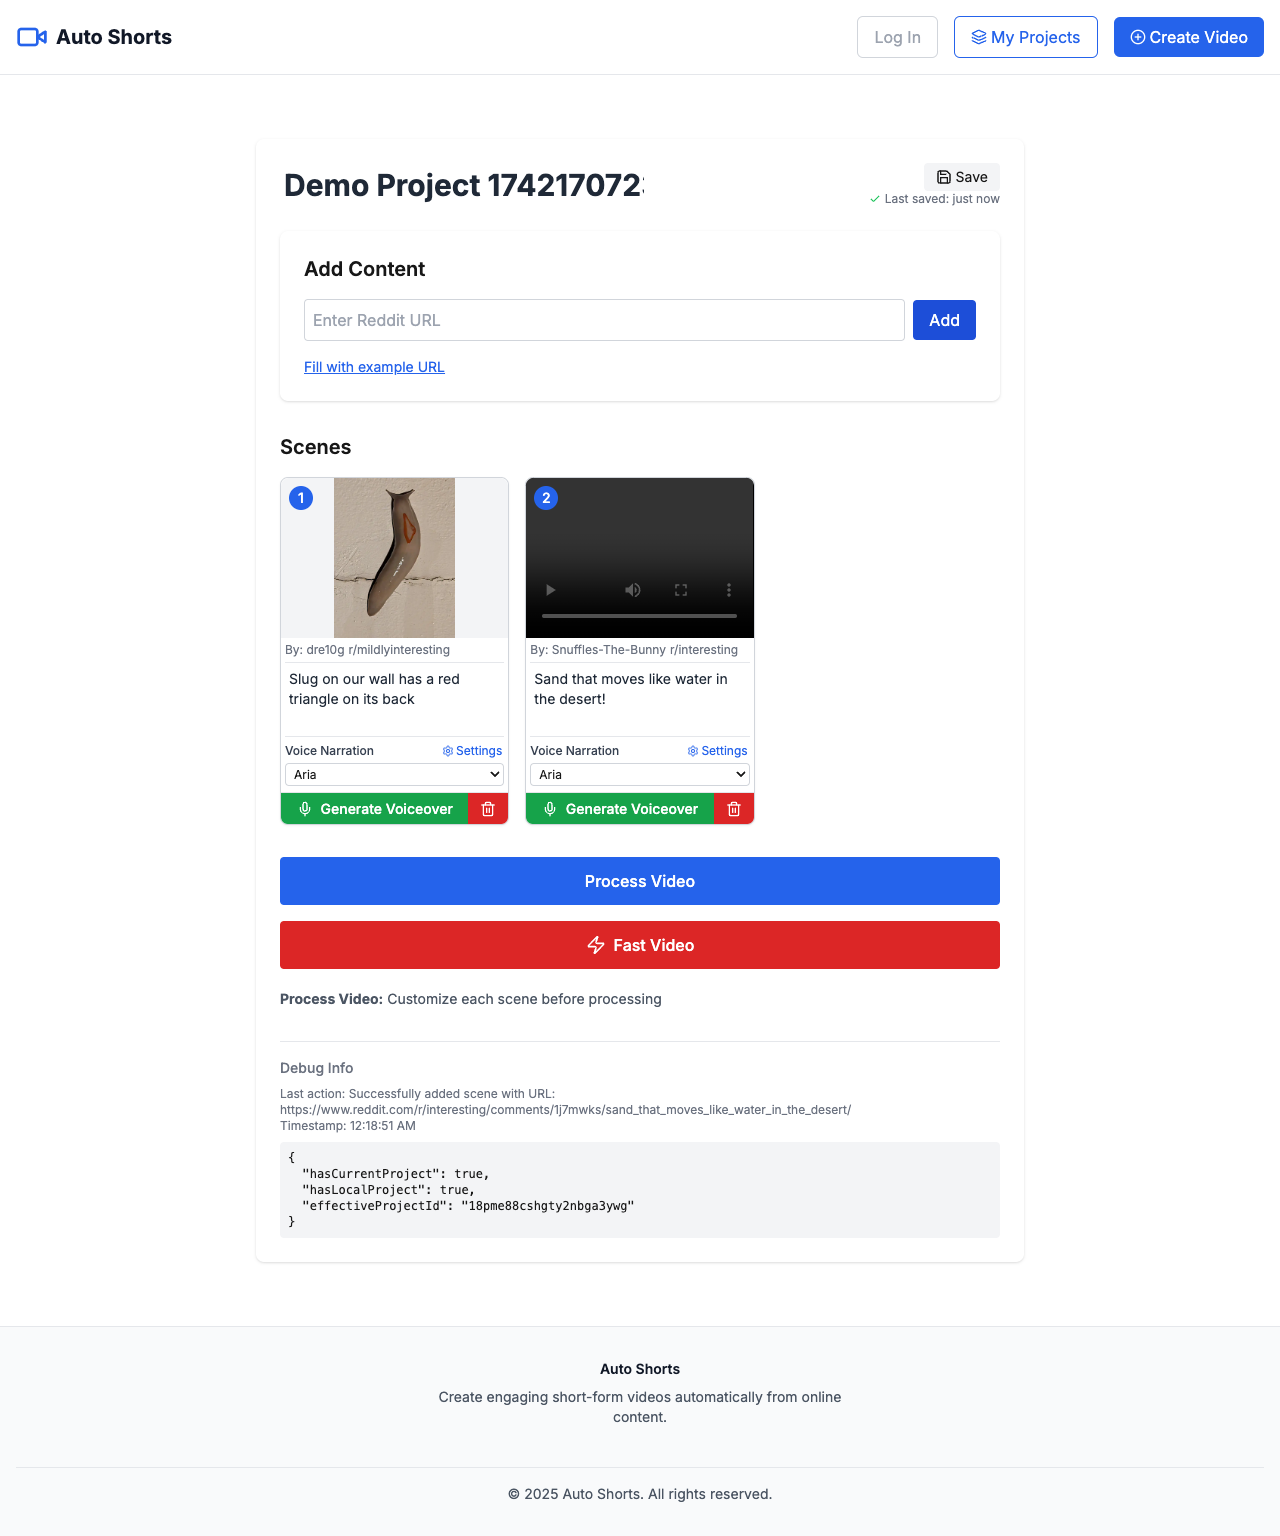 Auto Shorts
Log In
My Projects
Create Video
Demo Project 174217072
Save
Last saved: just now
Add Content
Enter Reddit URL
Add
Fill with example URL
Scenes
1
By: dre10g r/mildlyinteresting
Slug on our wall has a red
triangle on its back
Voice Narration
Settings
Aria
Generate Voiceover
2
By: Snuffles-The-Bunny r/interesting
Sand that moves like water in
the desert!
Voice Narration
Settings
Aria
Generate Voiceover
Process Video
Fast Video
Process Video: Customize each scene before processing
Debug Info
Last action: Successfully added scene with URL:
https://www.reddit.com/r/interesting/comments/1j7mwks/sand_that_moves_like_water_in_the_desert/
Timestamp: 12:18:51 AM
{
"hasCurrentProject": true,
"hasLocalProject": true,
"effectiveProjectId": "18pme88cshgty2nbga3ywg"
}
Auto Shorts
Create engaging short-form videos automatically from online
content.
© 2025 Auto Shorts. All rights reserved.